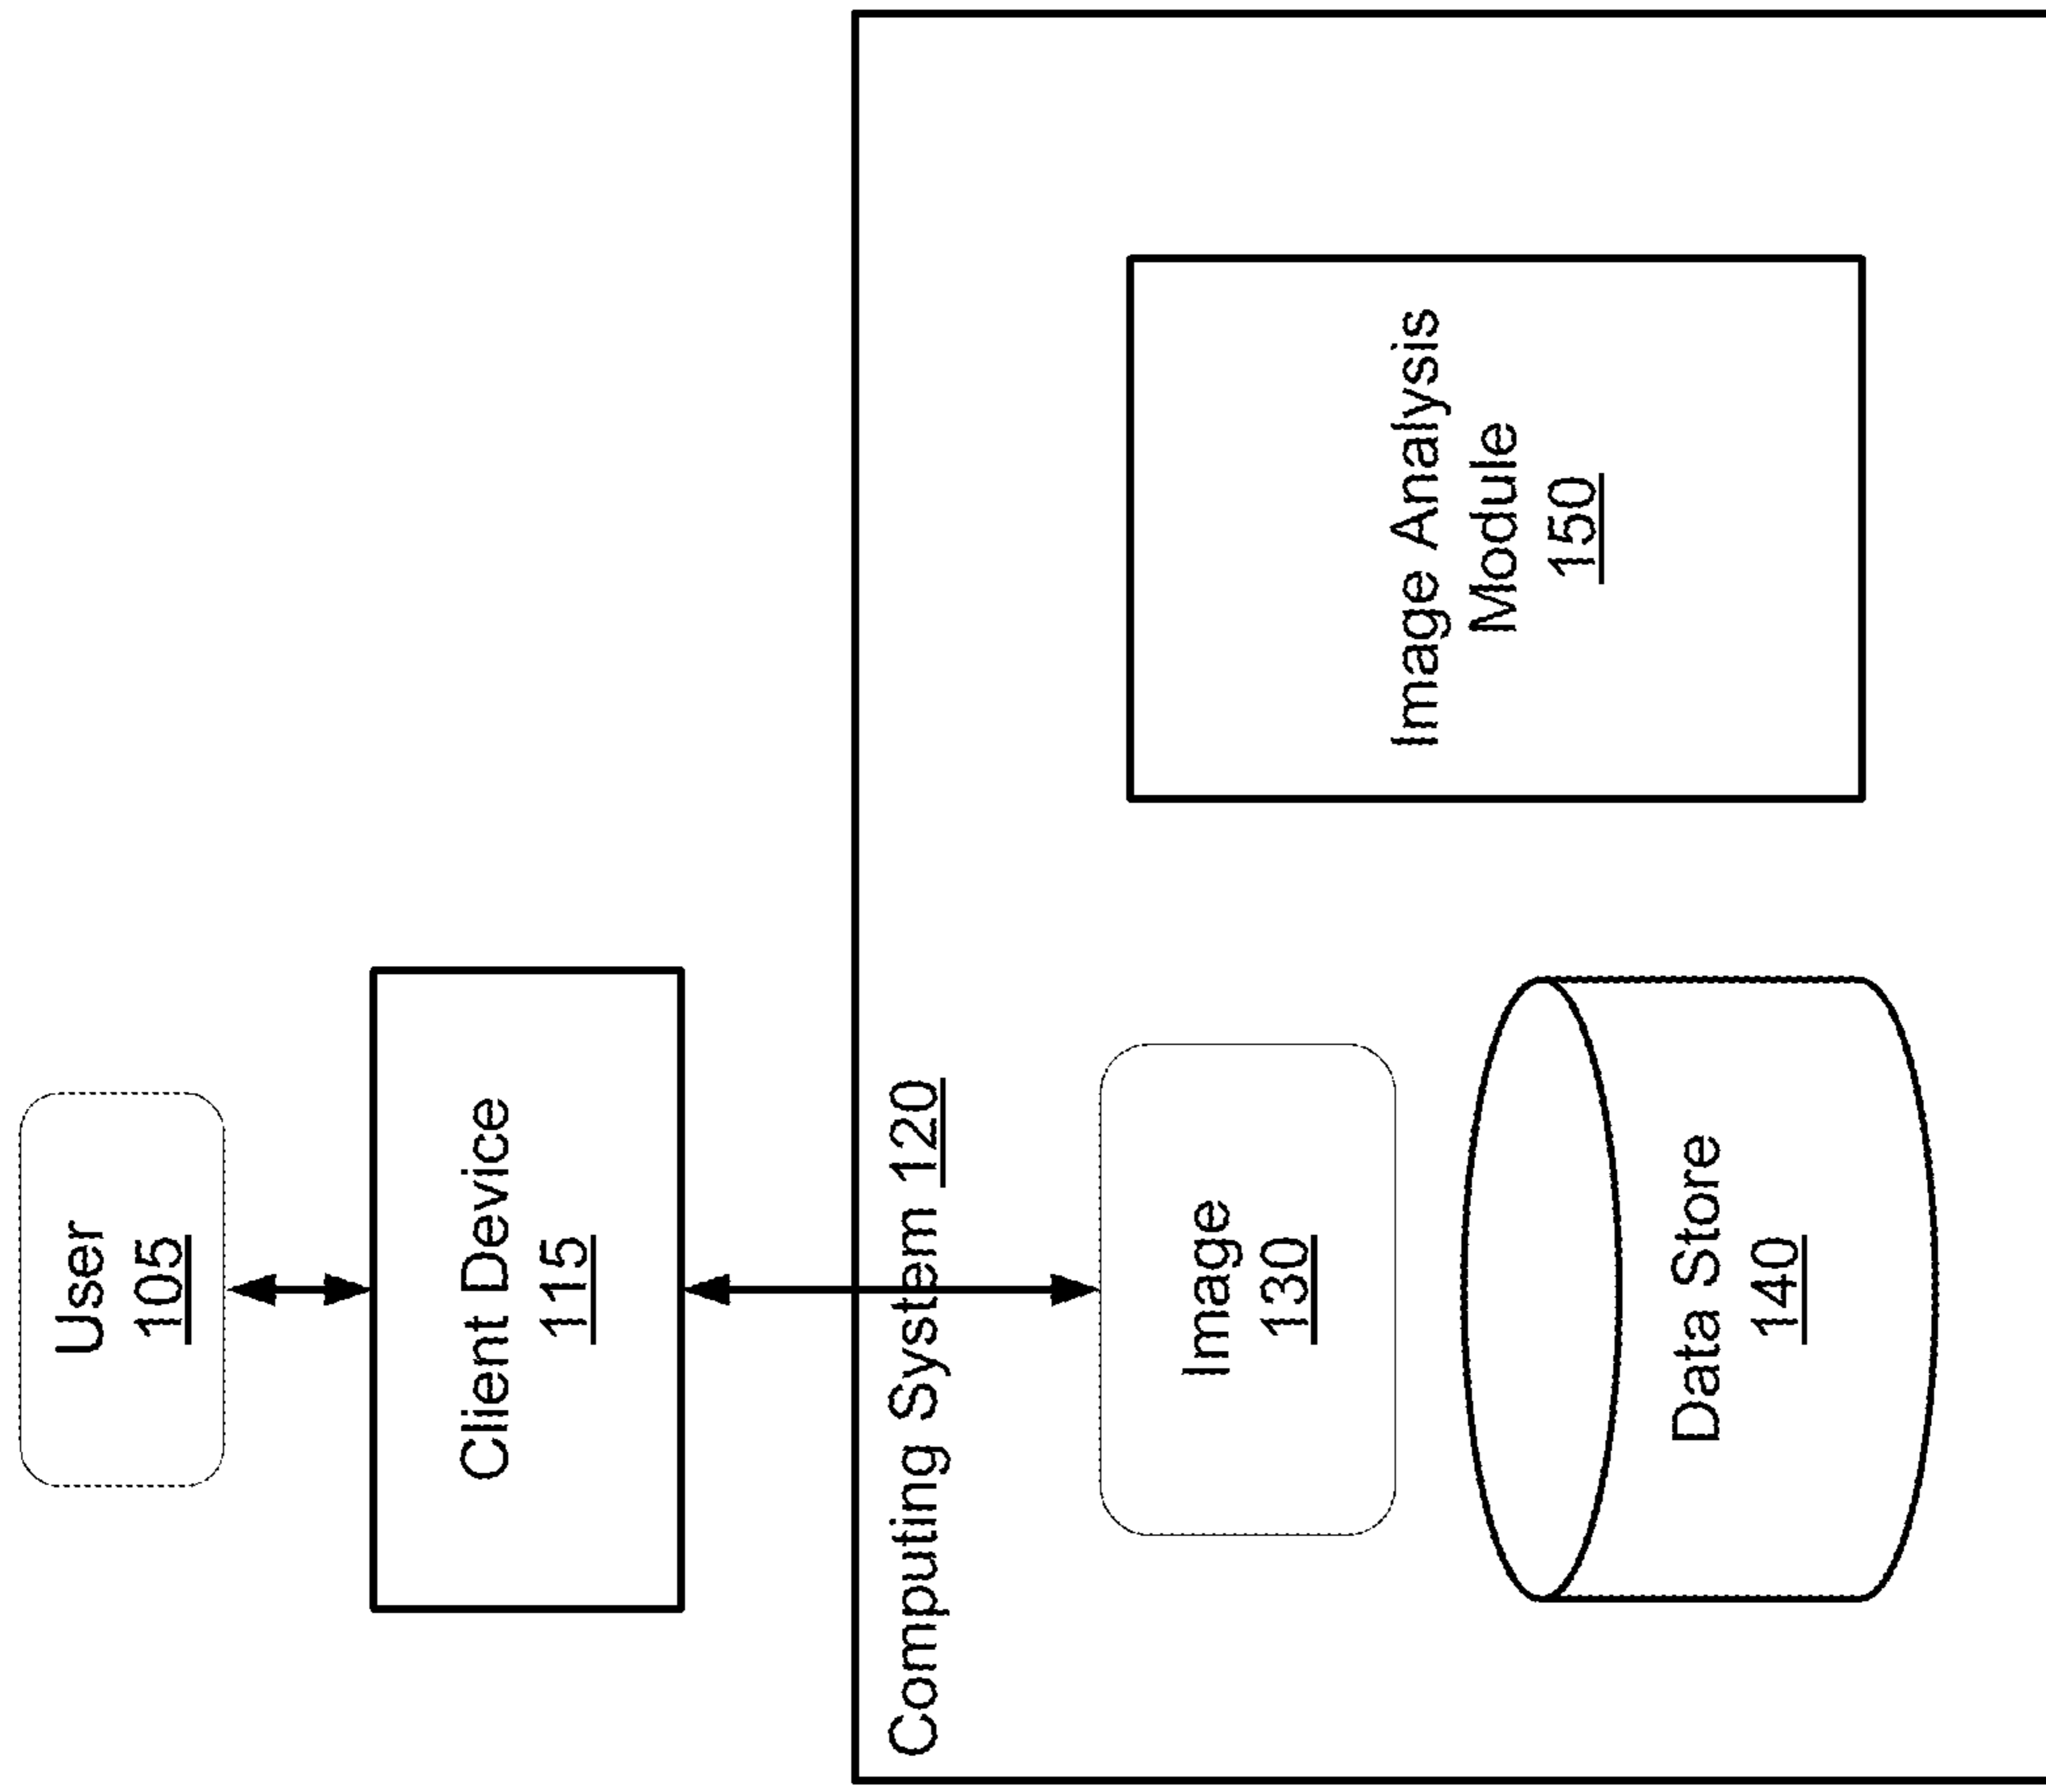 User
105
Client Device
115
Computing System 120
Image
130
Data Store
140
Image Analysis
Module
150